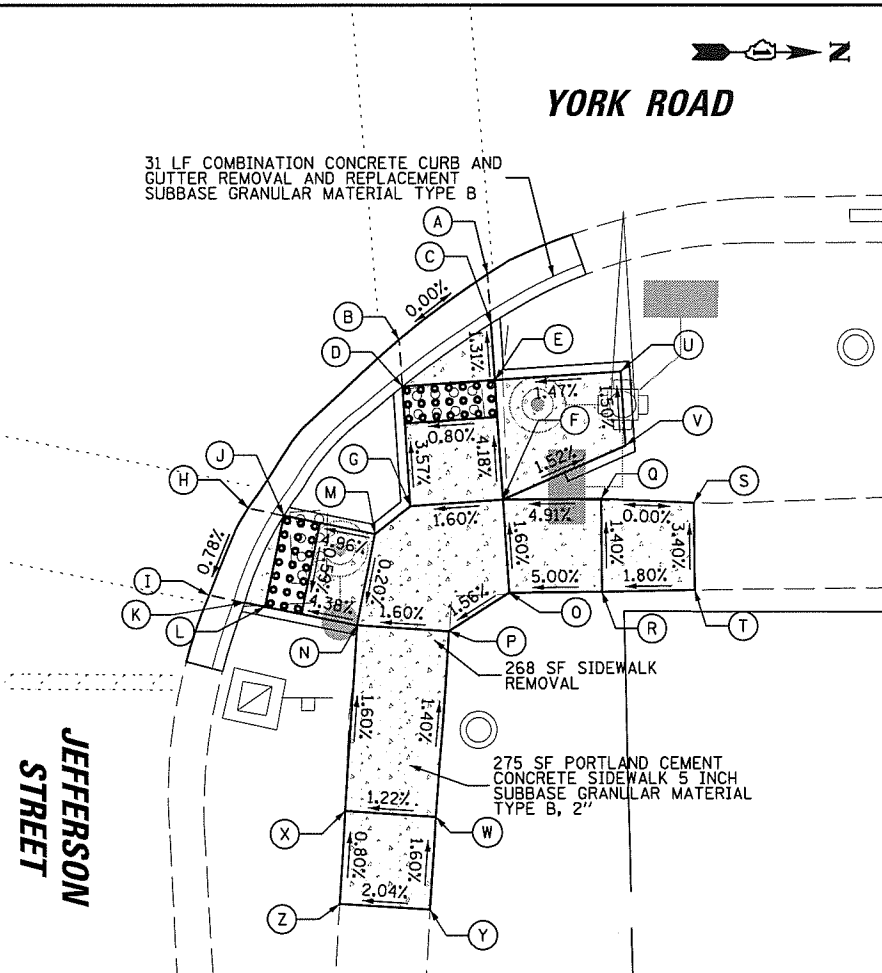 N
YORK ROAD
31 LF COMBINATION CONCRETE CURB AND
GUTTER REMOVAL AND REPLACEMENT
SUBBASE GRANULAR MATERIAL TYPE B
A
C
0.00%
B
D
1.31%
E
U
1.47%
1.50%
V
0.80%
F
3.57%
4.18%
1.52%
G
J
M
H
Q
S
1.60%
4.91%
0.00%
4.96%
0.59%
0.78%
0.20%
1.60%
1.40%
3.40%
I
K
L
4.38%
1.60%
1.56%
5.00%
1.80%
N
P
O
R
T
268 SF SIDEWALK
REMOVAL
1.60%
1.40%
275 SF PORTLAND CEMENT
CONCRETE SIDEWALK 5 INCH
SUBBASE GRANULAR MATERIAL
TYPE B, 2"
1.22%
X
W
0.80%
1.60%
2.04%
Z
Y
JEFFERSON
STREET